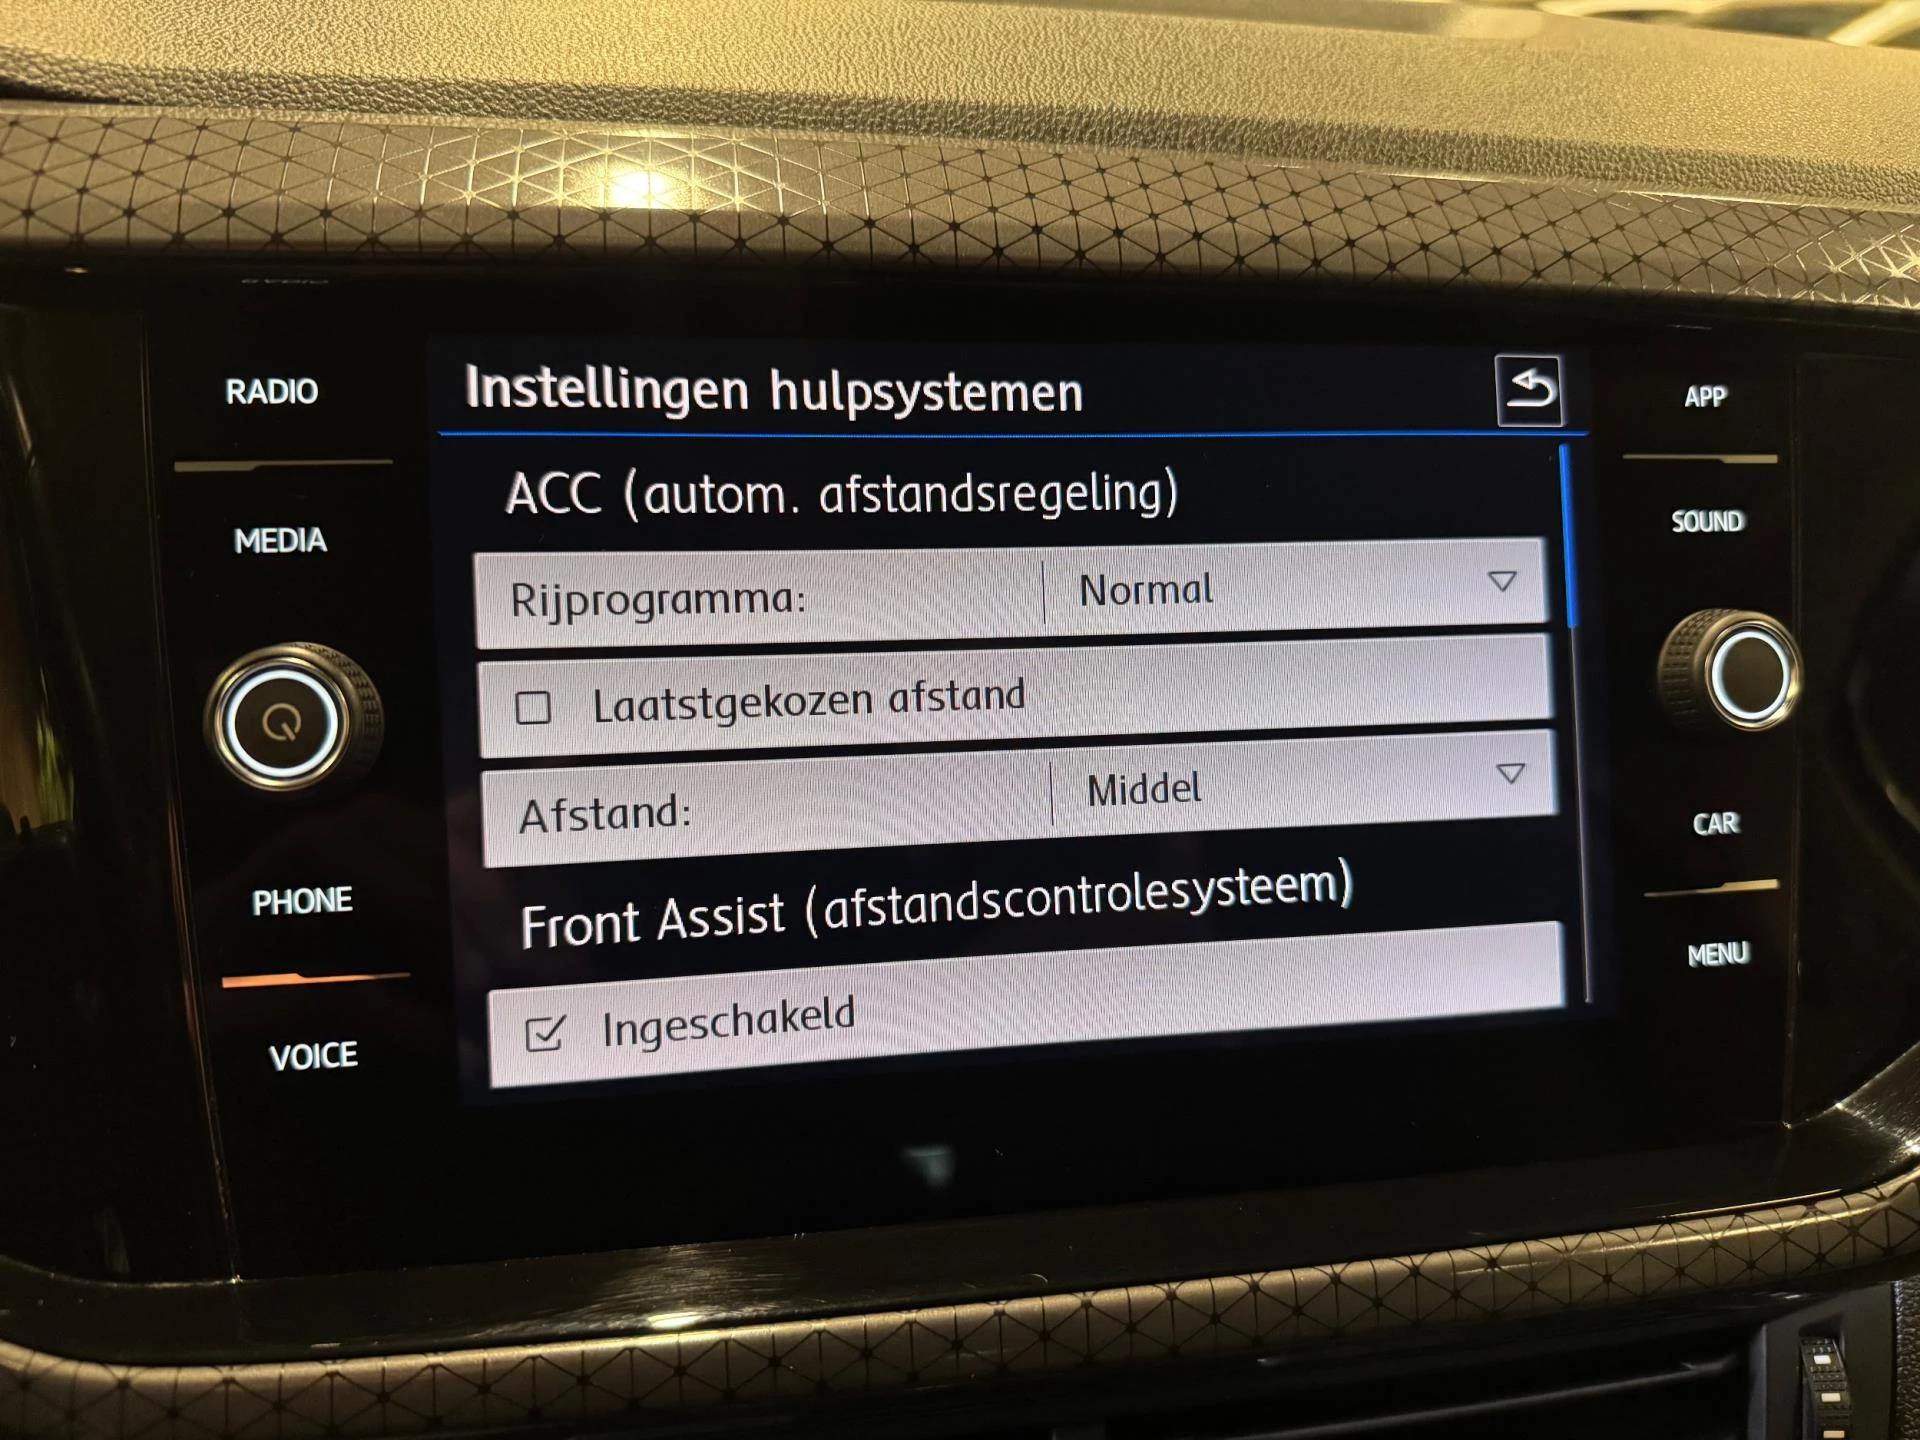 Instellingen hulpsystemen
ACC (autom. afstandsregeling)
Rijprogramma: Normal
Laatstgekozen afstand
Afstand: Middel
Front Assist (afstandscontrolesysteem)
Ingeschakeld
RADIO
MEDIA
PHONE
VOICE
APP
SOUND
CAR
MENU